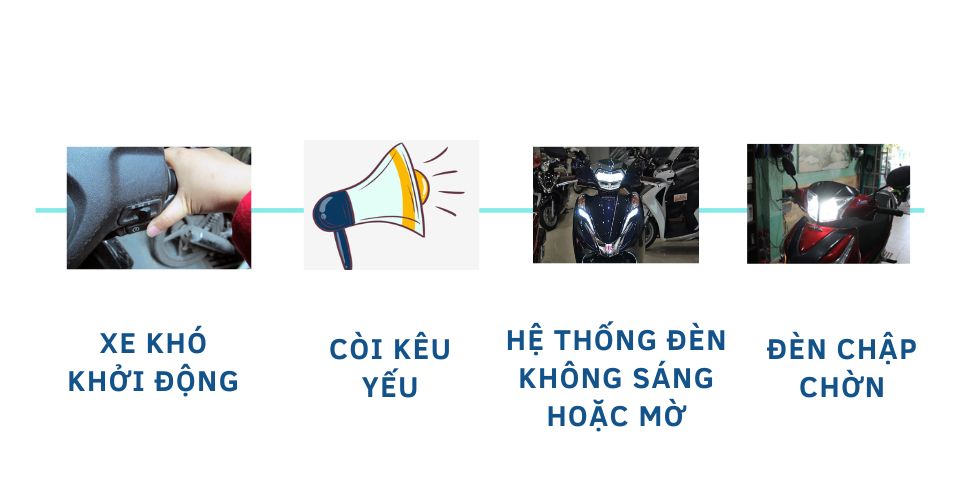 XE KHÓ
KHỞI ĐỘNG
CÒI KÊU
YẾU
HỆ THỐNG ĐÈN
KHÔNG SÁNG
HOẶC MỜ
ĐÈN CHẬP
CHỜN